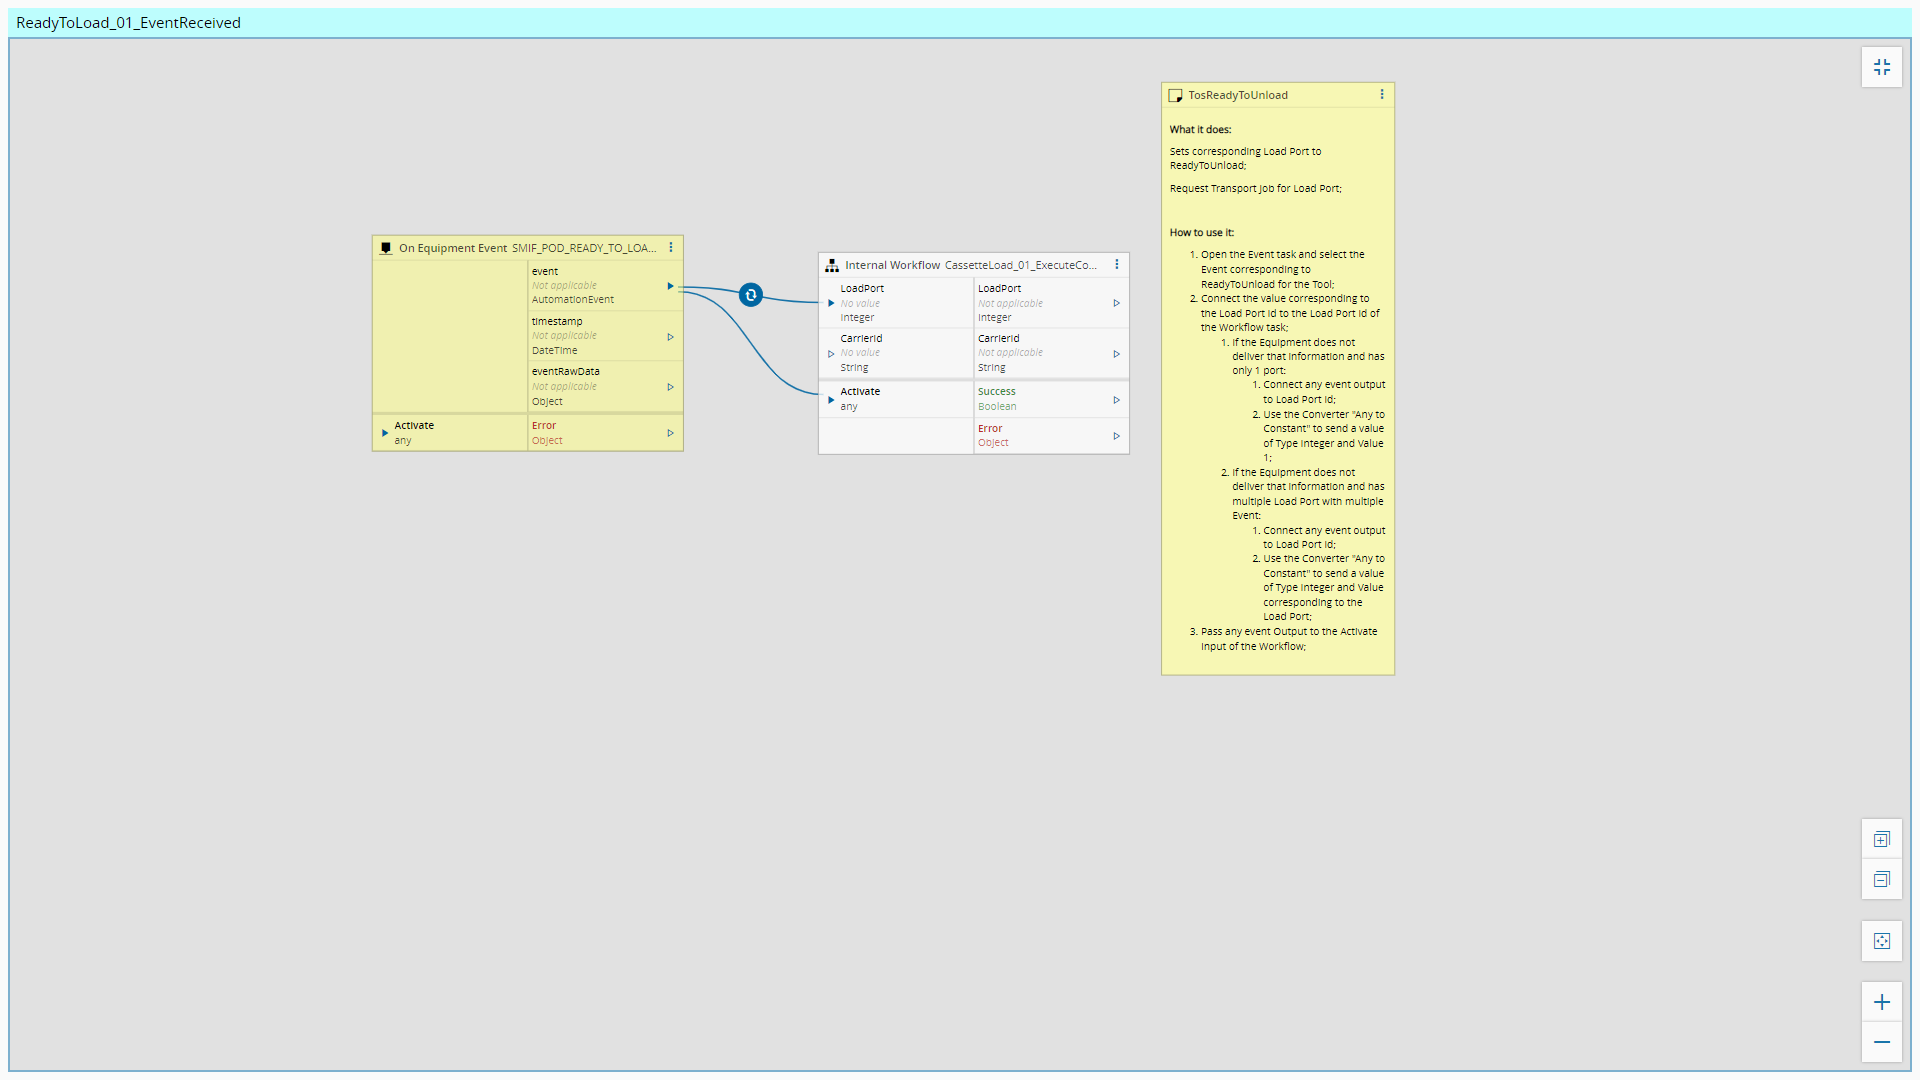 ReadyToLoad_01_EventReceived
On Equipment Event SMIF_POD_READY_TO_LOA...
event
Not applicable
AutomationEvent
timestamp
Not applicable
DateTime
eventRawData
Not applicable
Object
Activate
any
Error
Object
Internal Workflow CassetteLoad_01_ExecuteCo...
LoadPort
No value
Integer
LoadPort
Not applicable
Integer
CarrierId
No value
String
CarrierId
Not applicable
String
Activate
any
Success
Boolean
Error
Object
TosReadyToUnload
What it does:
Sets corresponding Load Port to
ReadyToUnload;
Request Transport Job for Load Port;
How to use it:
1. Open the Event task and select the
Event corresponding to
ReadyToUnload for the Tool;
2. Connect the value corresponding to
the Load Port Id to the Load Port Id of
the Workflow task;
1. If the Equipment does not
deliver that information and has
only 1 port:
1. Connect any event output
to Load Port Id;
2. Use the Converter "Any to
Constant" to send a value
of Type Integer and Value
1;
2. If the Equipment does not
deliver that information and has
multiple Load Port with multiple
Event:
1. Connect any event output
to Load Port Id;
2. Use the Converter "Any to
Constant" to send a value
of Type Integer and Value
corresponding to the
Load Port;
3. Pass any event Output to the Activate
Input of the Workflow;